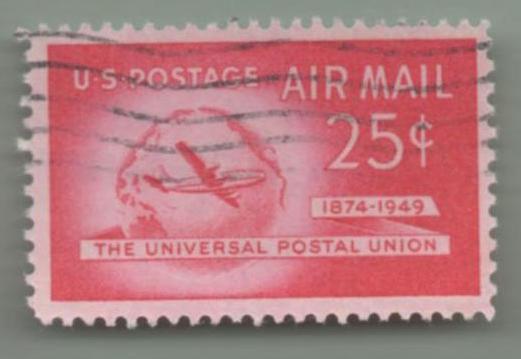 U·S·POSTAGE AIR MAIL
25¢
1874-1949
THE UNIVERSAL POSTAL UNION